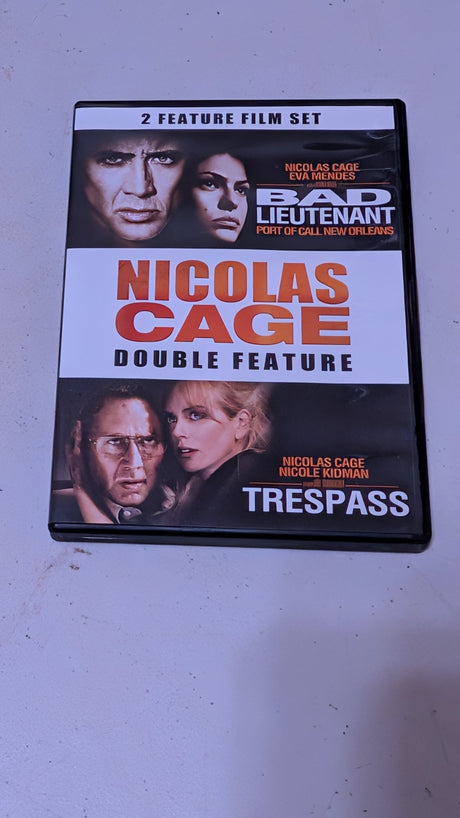 2 FEATURE FILM SET
NICOLAS CAGE
EVA MENDES
BAD
LIEUTENANT
PORT OF CALL NEW ORLEANS
NICOLAS
CAGE
DOUBLE FEATURE
NICOLAS CAGE
NICOLE KIDMAN
TRESPASS